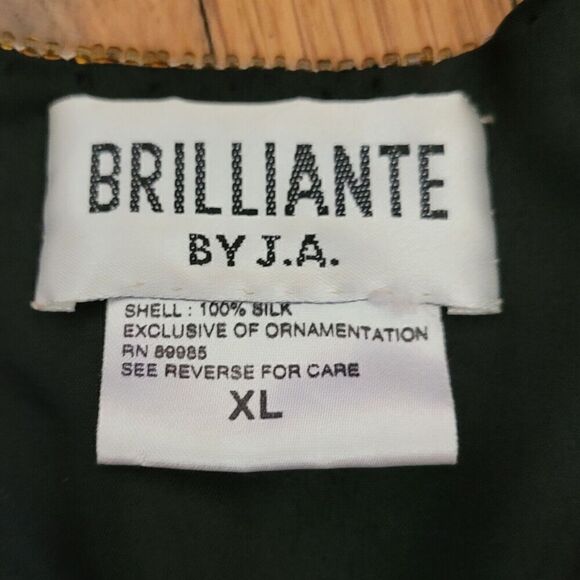 BRILLIANTE
BY J.A.
SHELL : 100% SILK
EXCLUSIVE OF ORNAMENTATION
RN 89985
SEE REVERSE FOR CARE
XL